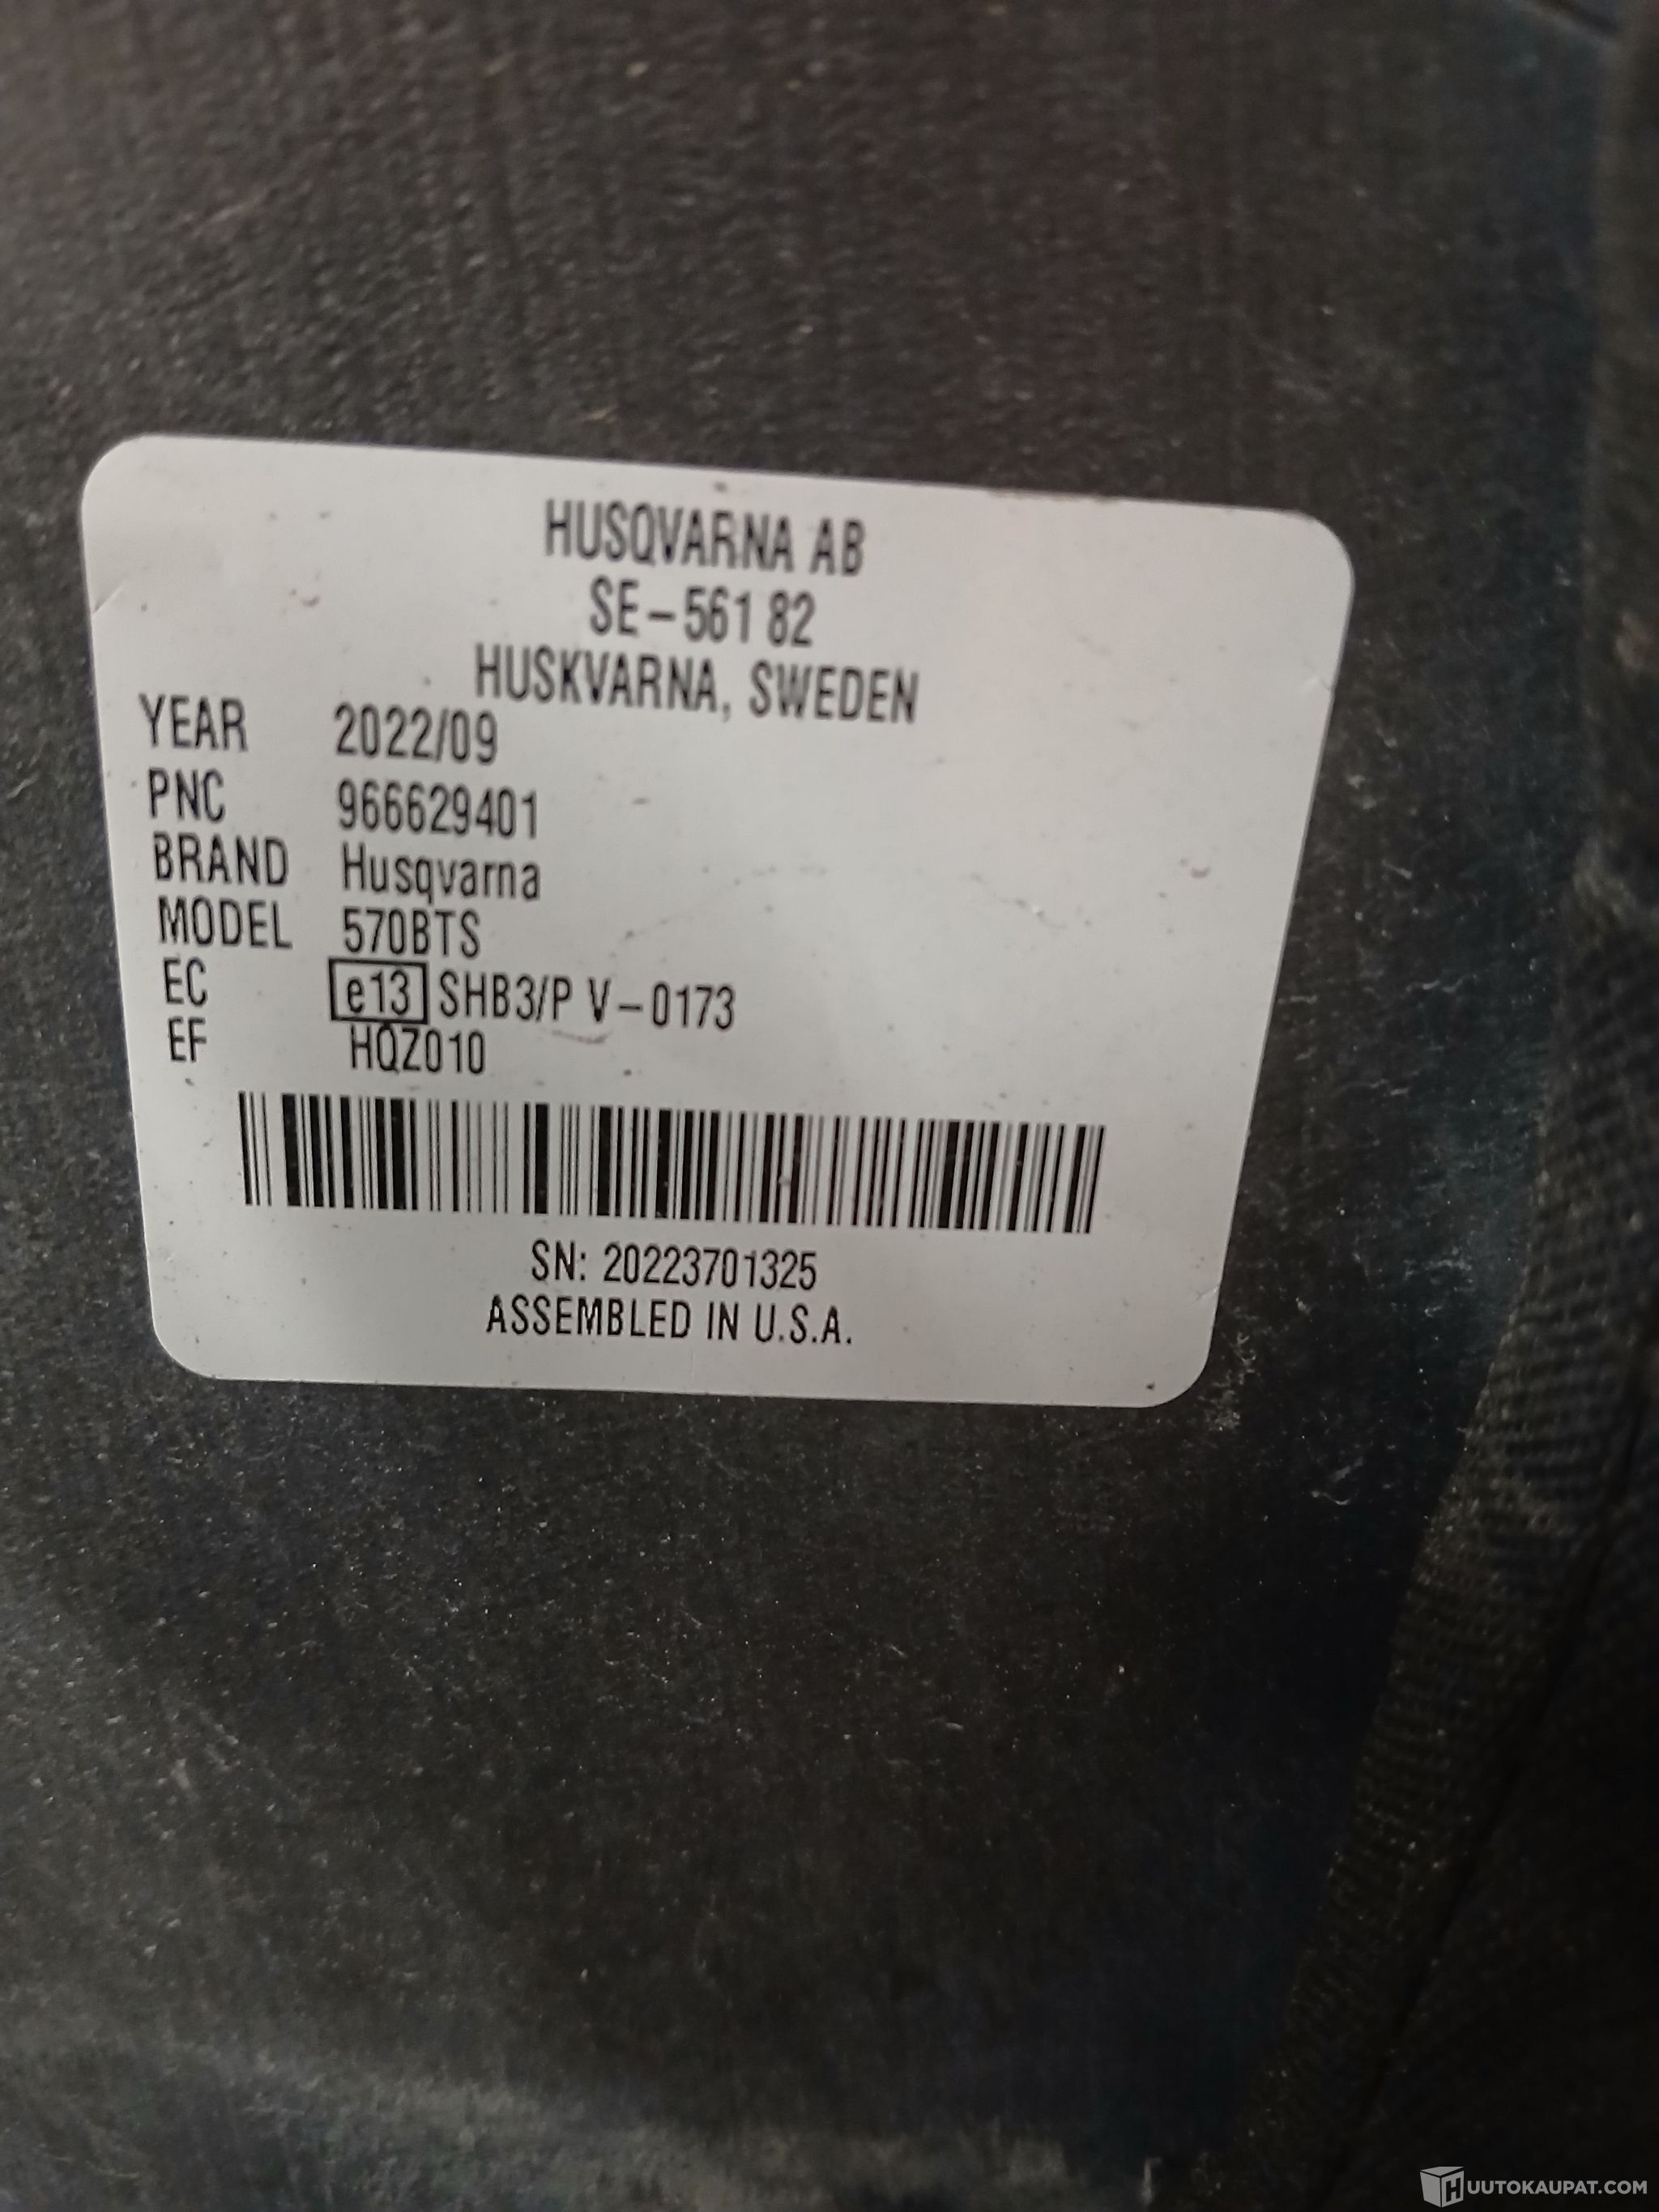 HUSQVARNA AB
SE-561 82
HUSKVARNA, SWEDEN
YEAR 2022/09
PNC 966629401
BRAND Husqvarna
MODEL 570BTS
EC e13 SHB3/P V-0173
EF HQZ010
SN: 20223701325
ASSEMBLED IN U.S.A.
HUUTOKAUPAT.COM